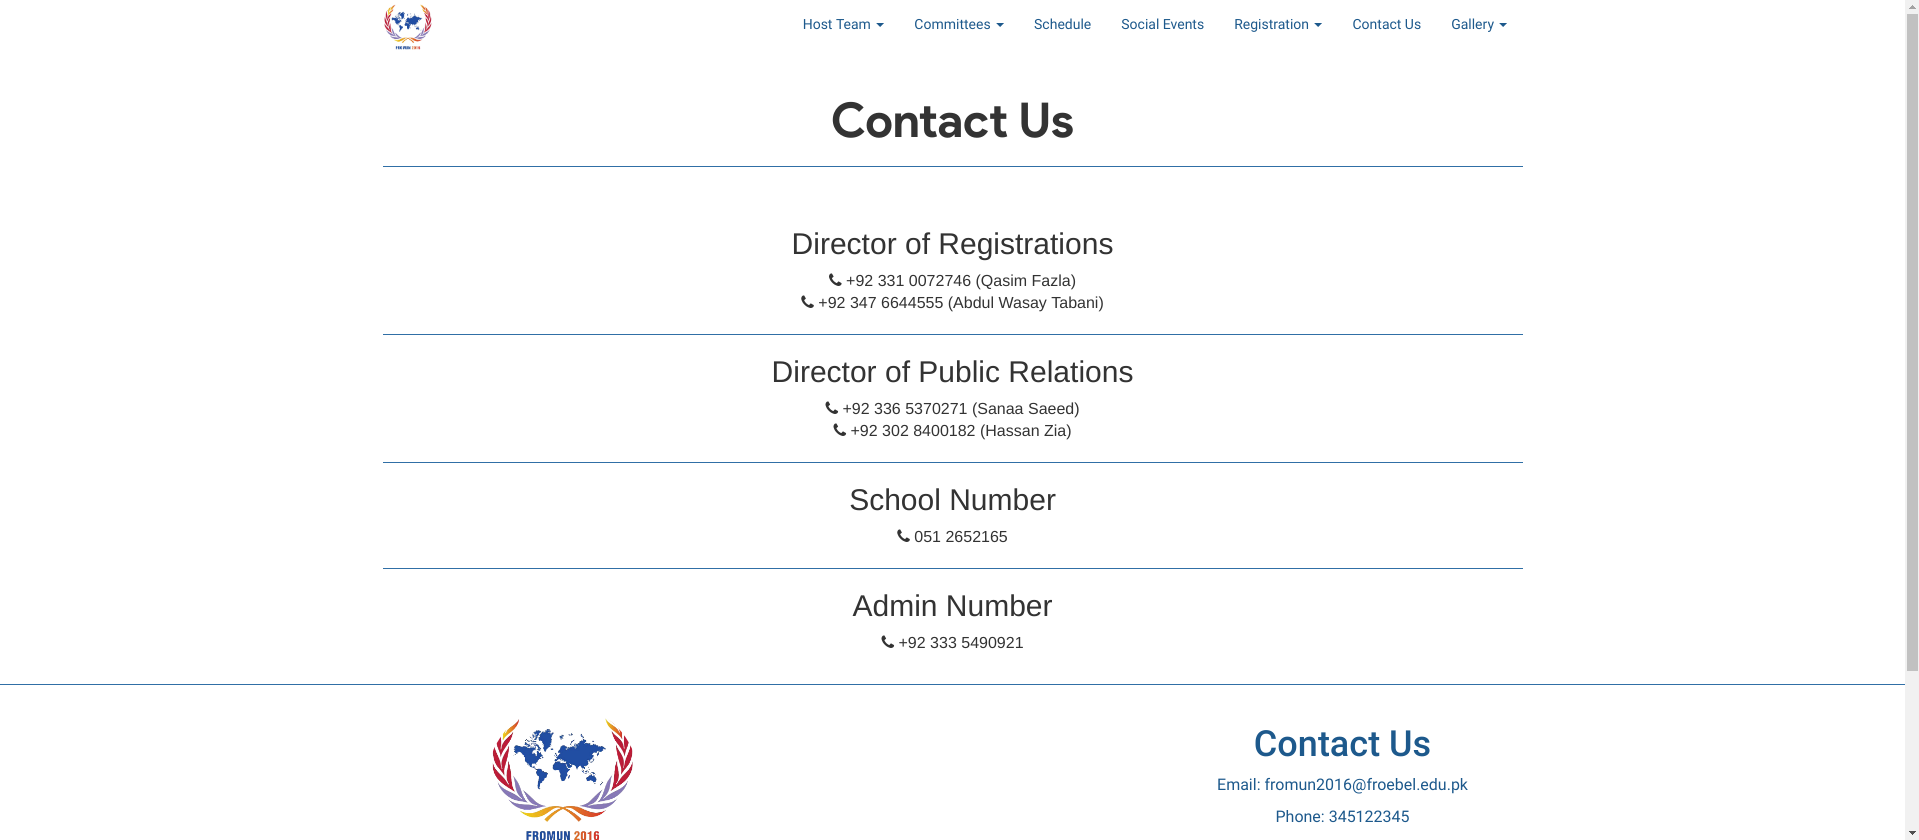 FROMUN 2016
Host Team
Committees
Schedule
Social Events
Registration
Contact Us
Gallery
Contact Us
Director of Registrations
+92 331 0072746 (Qasim Fazla)
+92 347 6644555 (Abdul Wasay Tabani)
Director of Public Relations
+92 336 5370271 (Sanaa Saeed)
+92 302 8400182 (Hassan Zia)
School Number
051 2652165
Admin Number
+92 333 5490921
FROMUN 2016
Contact Us
Email: fromun2016@froebel.edu.pk
Phone: 345122345